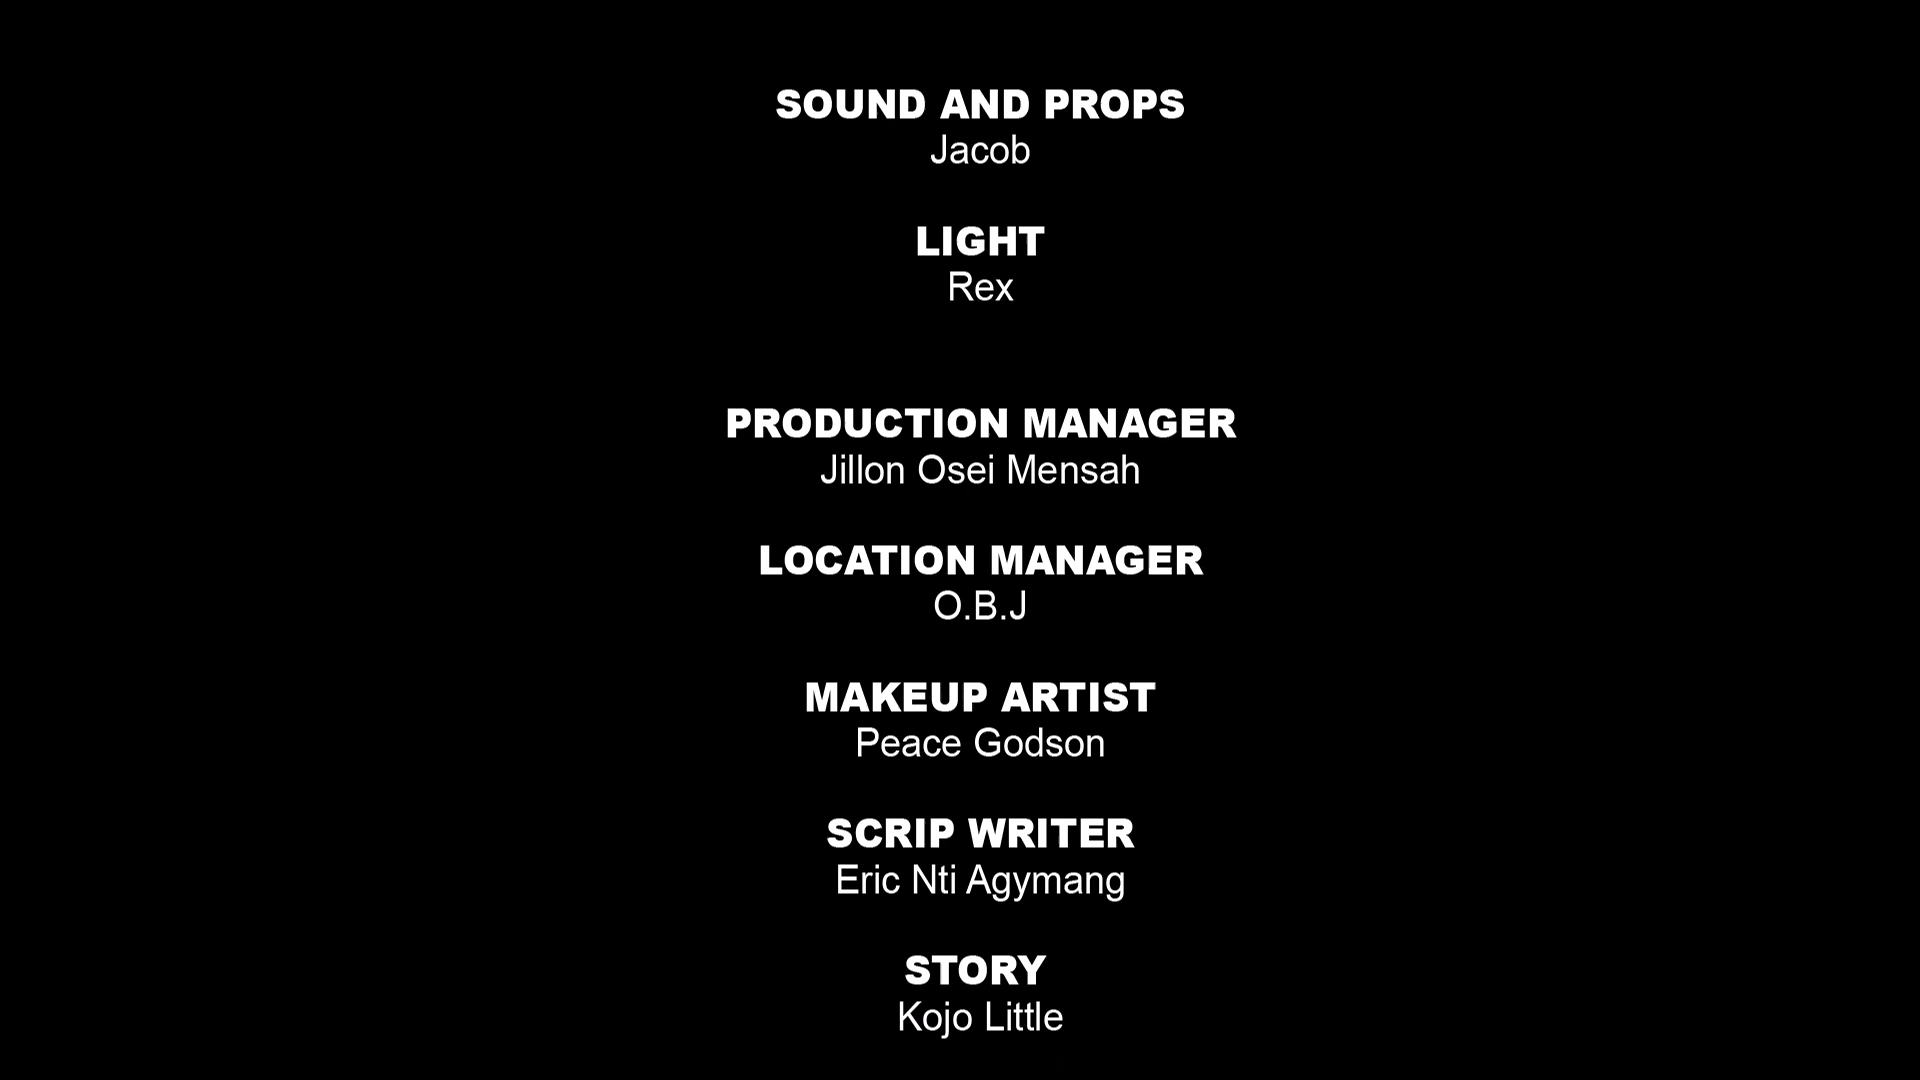 SOUND AND PROPS
Jacob
LIGHT
Rex
PRODUCTION MANAGER
Jillon Osei Mensah
LOCATION MANAGER
O.B.J
MAKEUP ARTIST
Peace Godson
SCRIP WRITER
Eric Nti Agymang
STORY
Kojo Little